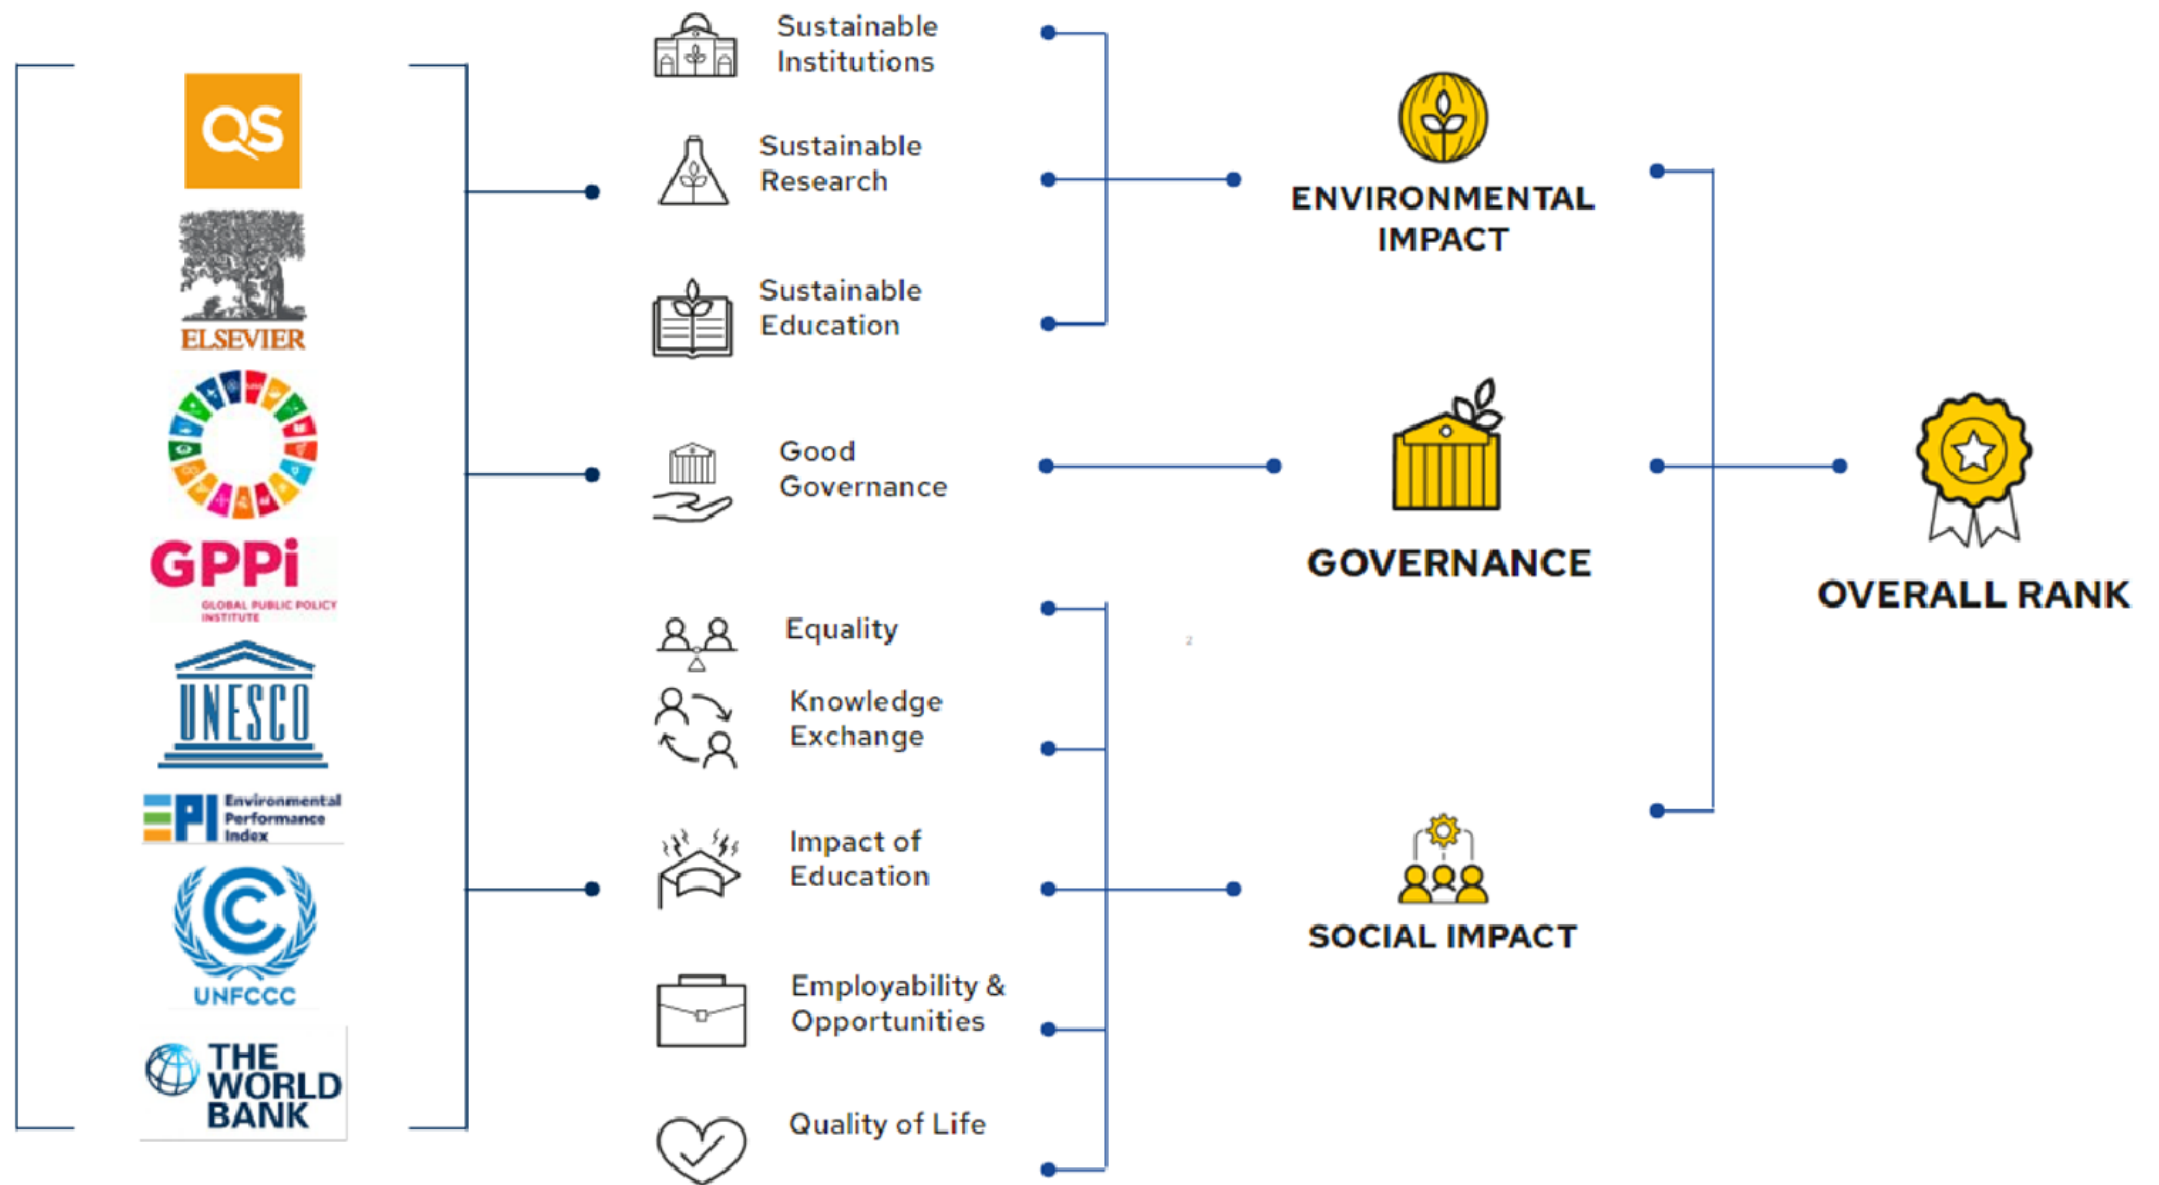 QS
ELSEVIER
GPPi
GLOBAL PUBLIC POLICY
INSTITUTE
UNESCO
EPI Environmental
Performance
Index
UNFCCC
THE
WORLD
BANK
Sustainable
Institutions
Sustainable
Research
Sustainable
Education
Good
Governance
Equality
Knowledge
Exchange
Impact of
Education
Employability &
Opportunities
Quality of Life
ENVIRONMENTAL
IMPACT
GOVERNANCE
2
SOCIAL IMPACT
OVERALL RANK